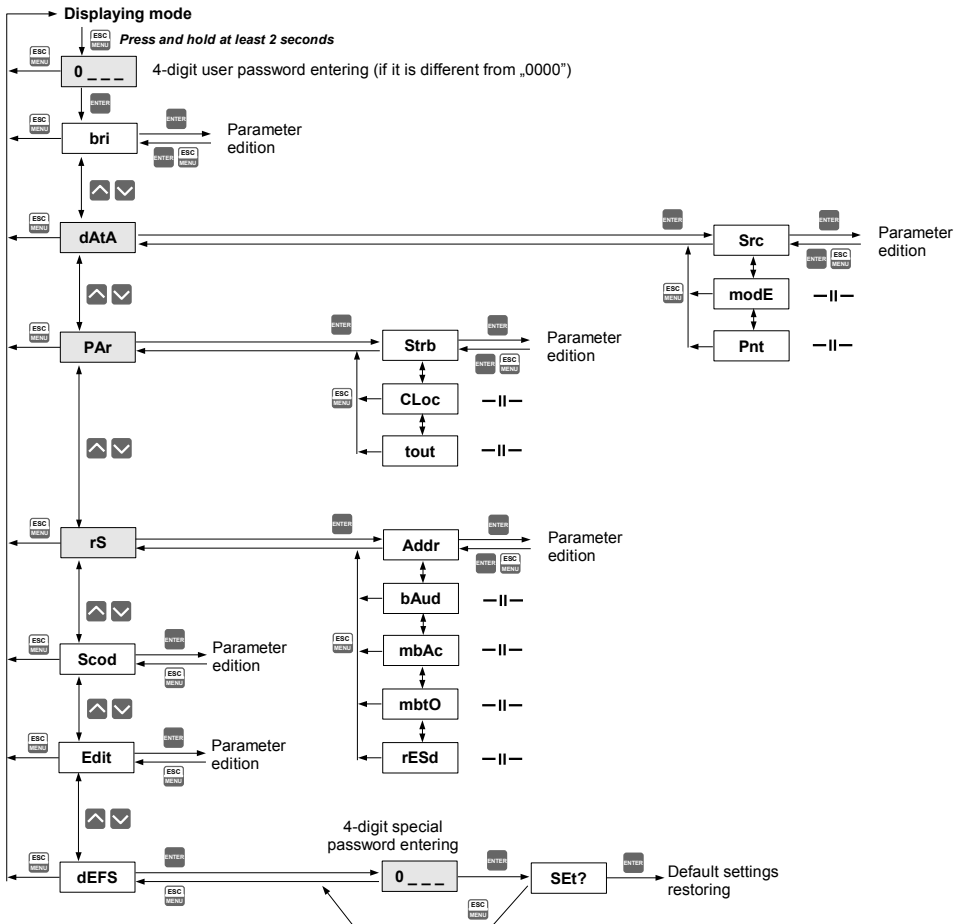 Displaying mode
ESC
MENU
Press and hold at least 2 seconds
ESC
MENU
0 _ _ _
4-digit user password entering (if it is different from „0000”)
ENTER
ESC
MENU
bri
ENTER
ENTER
ESC
MENU
Parameter
edition
ESC
MENU
dAtA
ENTER
Src
ENTER
ENTER
ESC
MENU
Parameter
edition
ESC
MENU
modE
—II—
Pnt
—II—
ESC
MENU
PAr
ENTER
Strb
ENTER
ENTER
ESC
MENU
Parameter
edition
ESC
MENU
CLoc
—II—
tout
—II—
ESC
MENU
rS
ENTER
Addr
ENTER
ENTER
ESC
MENU
Parameter
edition
bAud
—II—
ESC
MENU
mbAc
—II—
mbtO
—II—
rESd
—II—
ESC
MENU
Scod
ENTER
ESC
MENU
Parameter
edition
ESC
MENU
Edit
ENTER
ESC
MENU
Parameter
edition
4-digit special
password entering
ESC
MENU
dEFS
ENTER
ESC
MENU
0 _ _ _
ENTER
SEt?
ENTER
Default settings
restoring
ESC
MENU